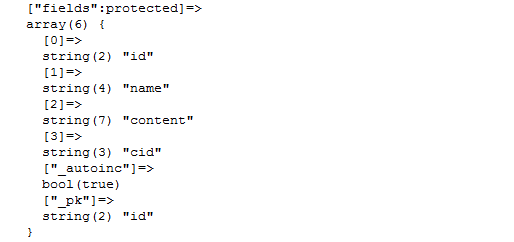 ["fields":protected]=>
array(6) {
[0]=>
string(2) "id"
[1]=>
string(4) "name"
[2]=>
string(7) "content"
[3]=>
string(3) "cid"
["_autoinc"]=>
bool(true)
["_pk"]=>
string(2) "id"
}